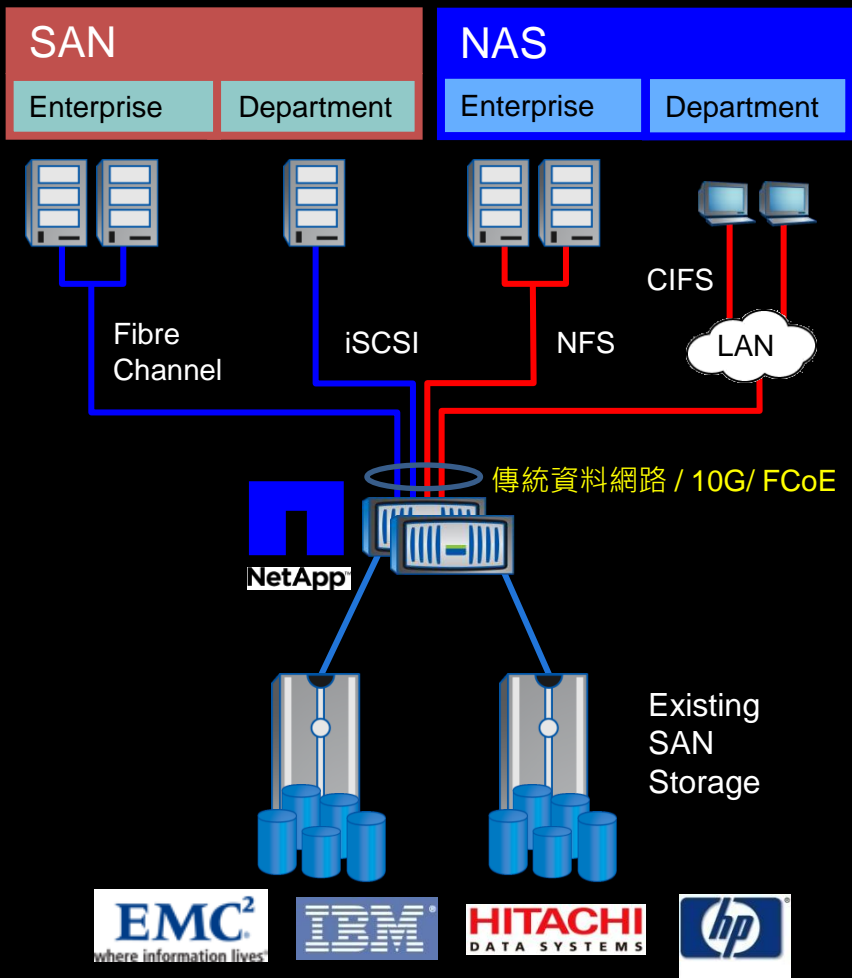 SAN
NAS
Enterprise
Department
Enterprise
Department
CIFS
Fibre
Channel
iSCSI
NFS
LAN
傳統資料網路 / 10G/ FCoE
NetApp™
Existing
SAN
Storage
EMC²
where information lives®
IBM®
HITACHI
DATA SYSTEMS
hp®